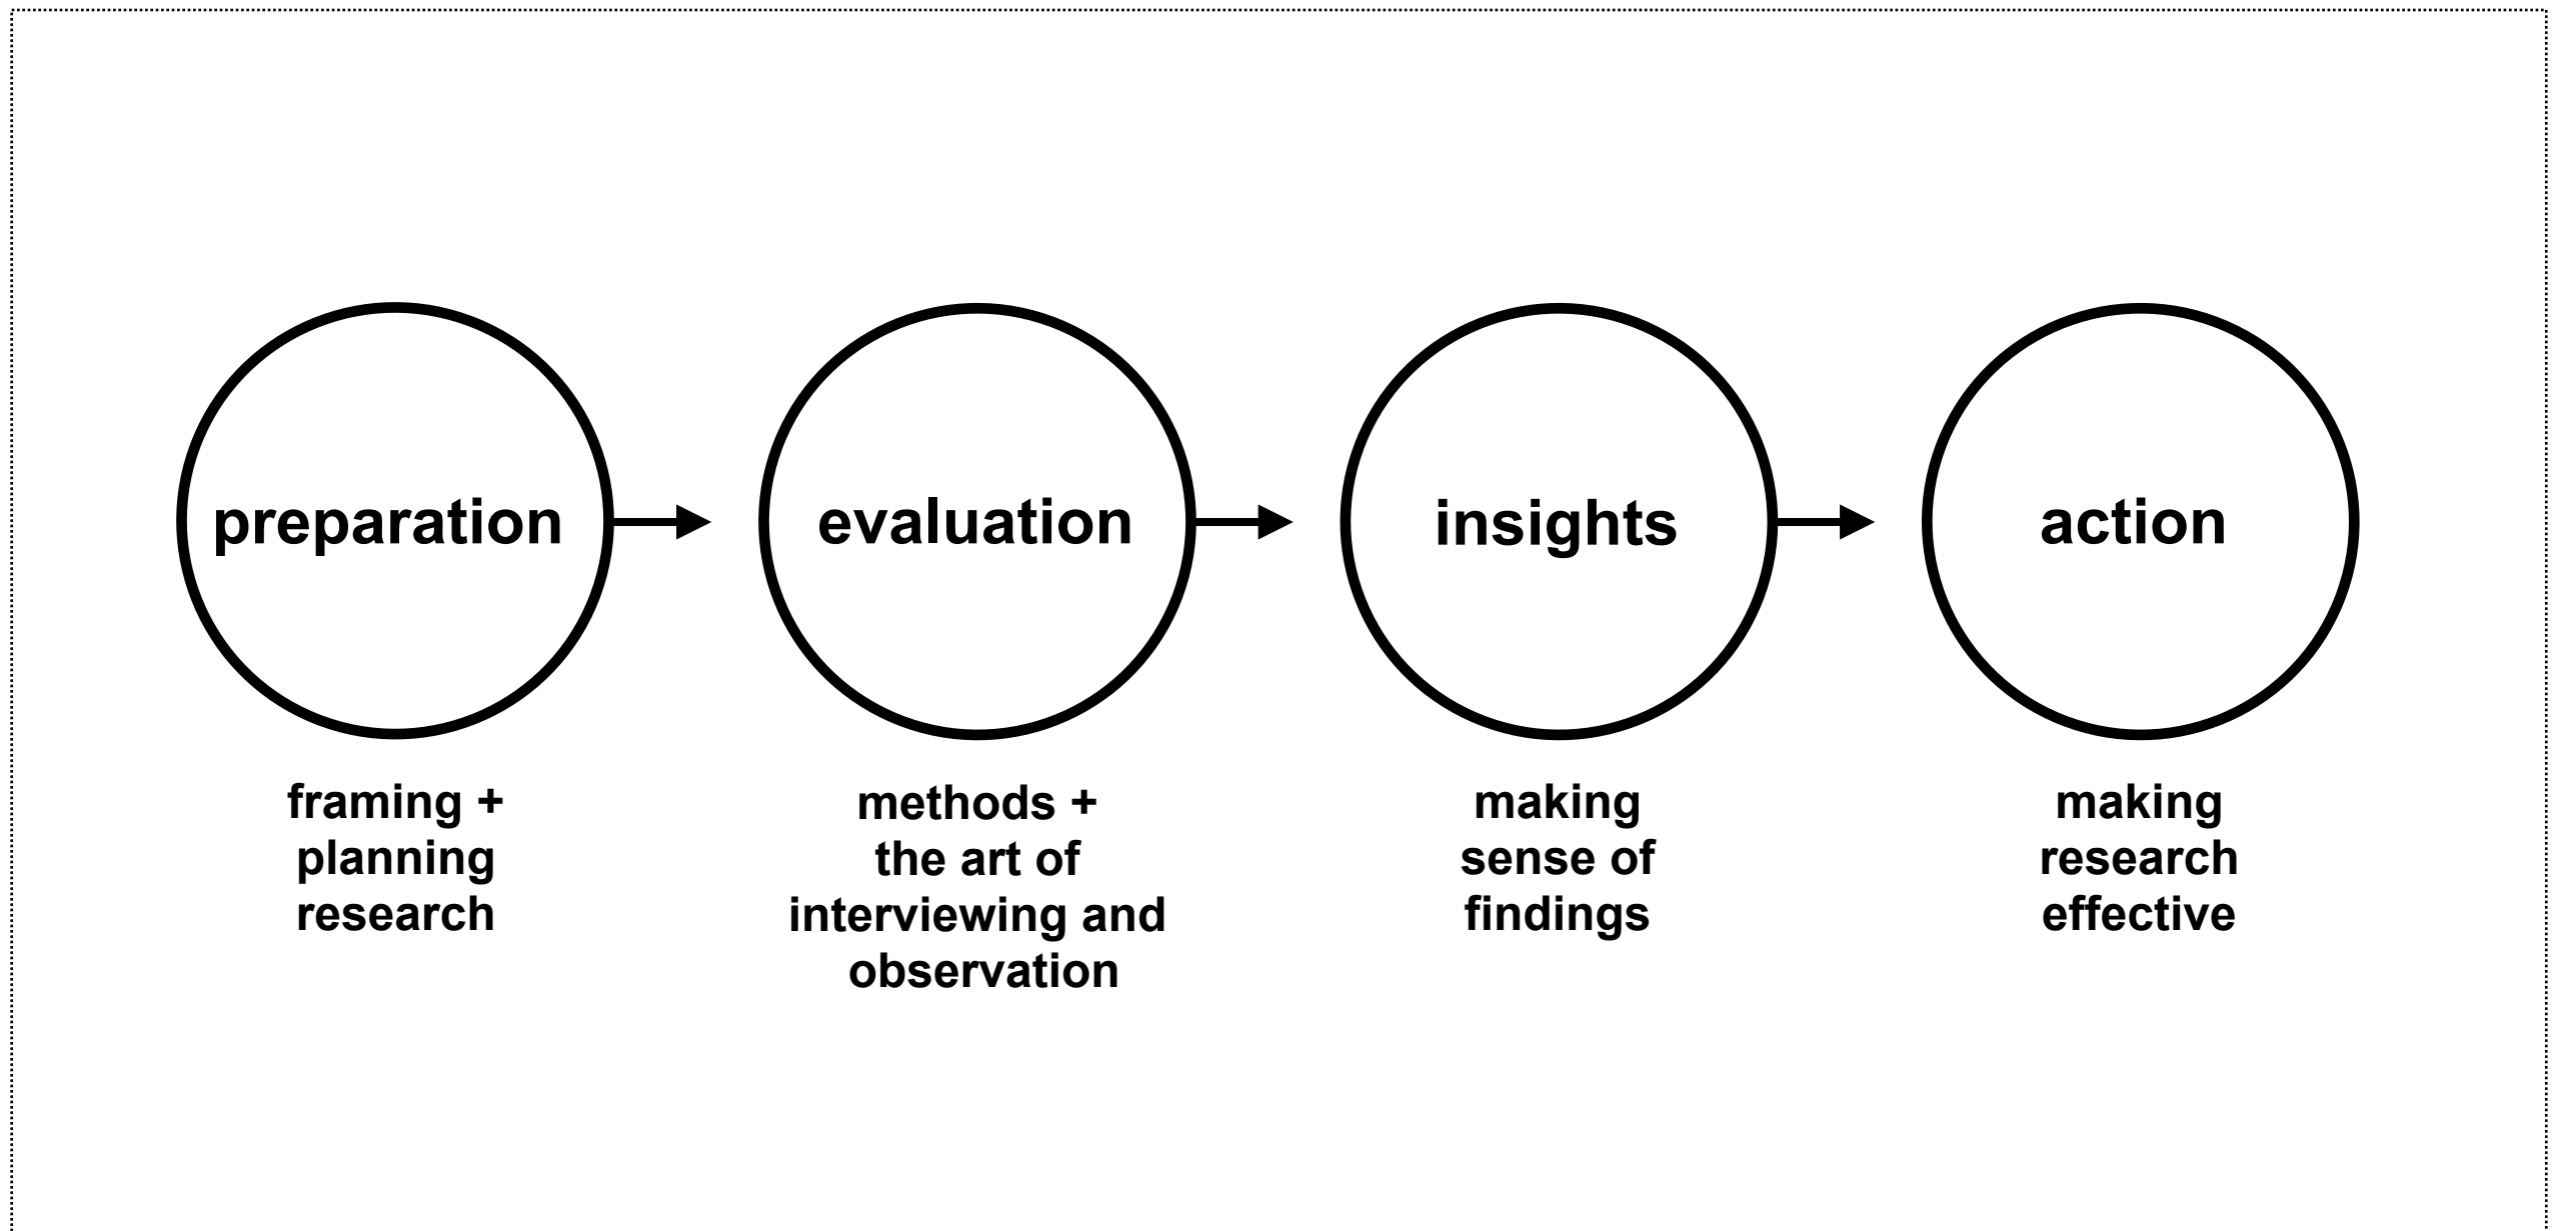 preparation
evaluation
insights
action
framing +
planning
research
methods +
the art of
interviewing and
observation
making
sense of
findings
making
research
effective